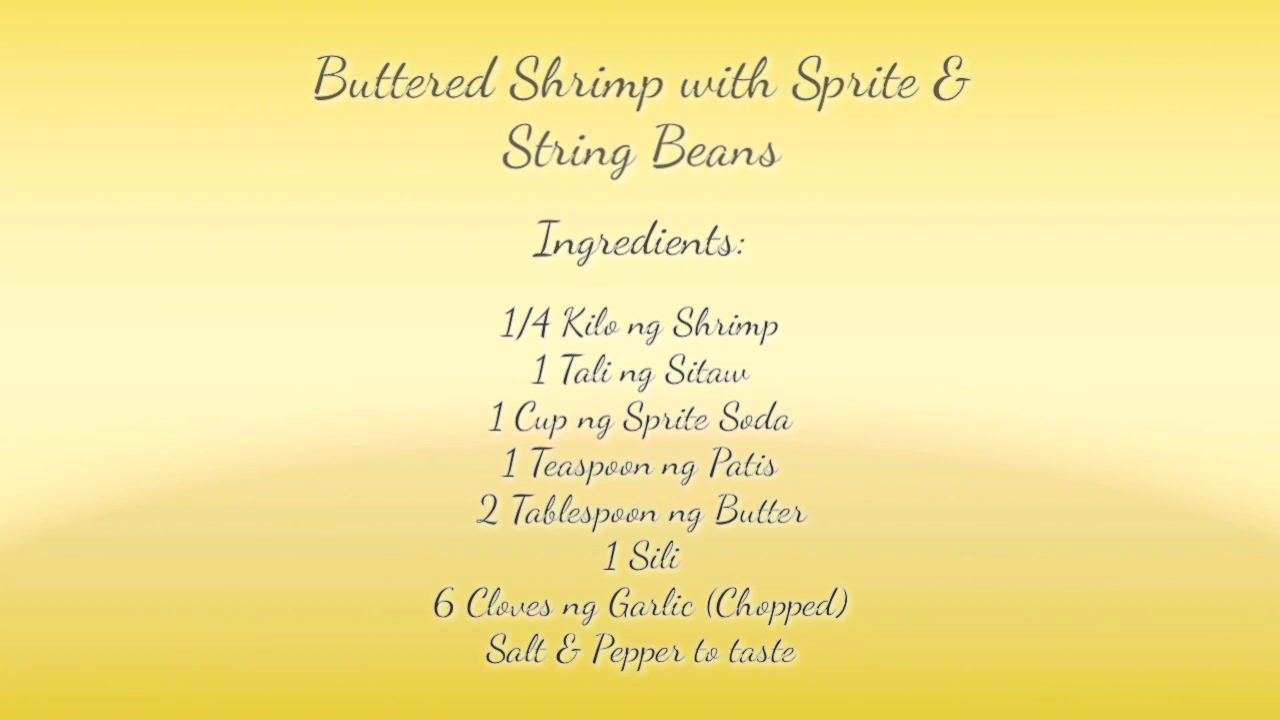 Buttered Shrimp with Sprite &
String Beans
Ingredients:
1/4 Kilo ng Shrimp
1 Tali ng Sitaw
1 Cup ng Sprite Soda
1 Teaspoon ng Patis
2 Tablespoon ng Butter
1 Sili
6 Cloves ng Garlic (Chopped)
Salt & Pepper to taste